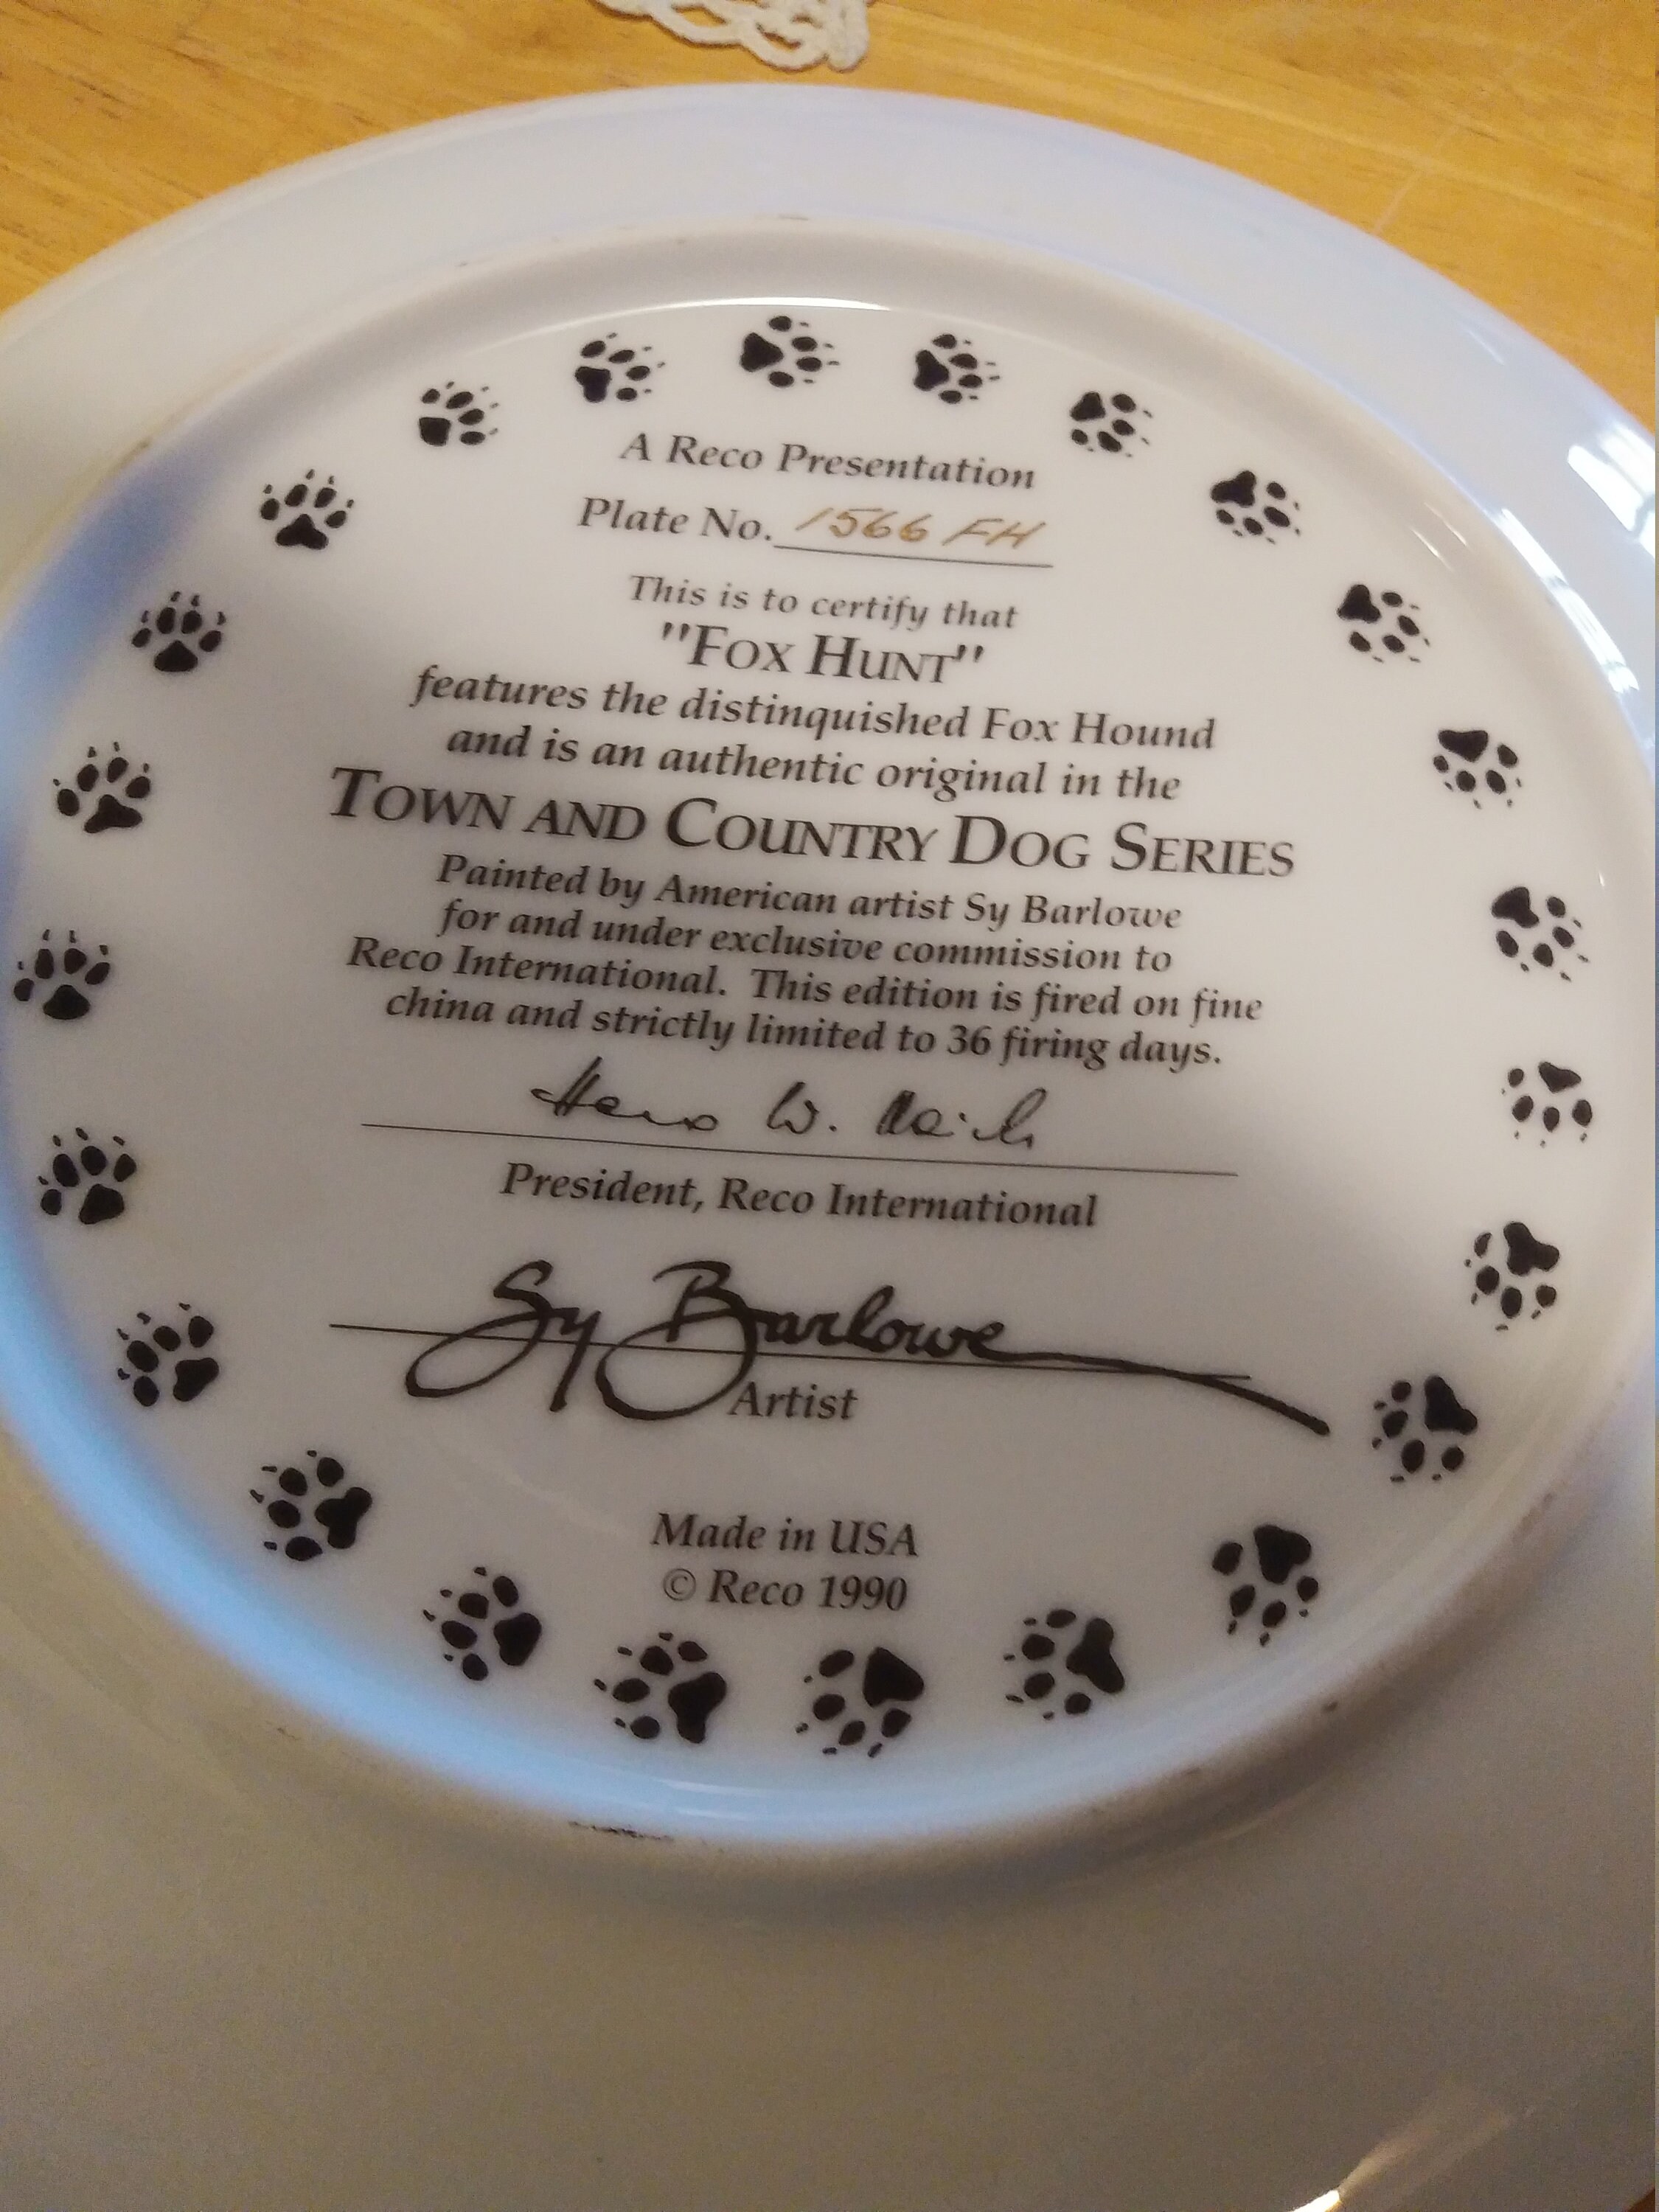 A Reco Presentation
Plate No. 1566 FH
This is to certify that
"FOX HUNT"
features the distinquished Fox Hound
and is an authentic original in the
TOWN AND COUNTRY DOG SERIES
Painted by American artist Sy Barlowe
for and under exclusive commission to
Reco International. This edition is fired on fine
china and strictly limited to 36 firing days.
W.
President, Reco International
Sy Barlowe
Artist
Made in USA
© Reco 1990